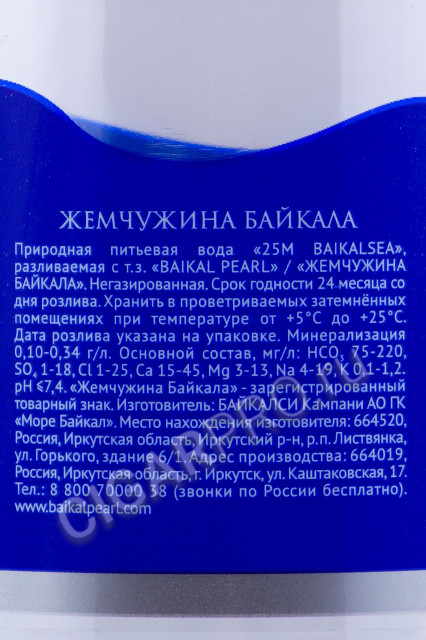 ЖЕМЧУЖИНА БАЙКАЛА
Природная питьевая вода «25М BAIKALSEA»,
разливаемая с т.з. «BAIKAL PEARL» / «ЖЕМЧУЖИНА
БАЙКАЛА». Негазированная. Срок годности 24 месяца со
дня розлива. Хранить в проветриваемых затемнённых
помещениях при температуре от +5°С до +25°С.
Дата розлива указана на упаковке. Минерализация
0,10-0,34 г/л. Основной состав, мг/л: HCO₃ 75-220,
SO₄ 1-18, Cl 1-25, Ca 15-45, Mg 3-13, Na 4-19, K 0,1-1,2.
pH ⩽7,4. «Жемчужина Байкала» - зарегистрированный
товарный знак. Изготовитель: БАЙКАЛСИ Кампани АО ГК
«Море Байкал». Место нахождения изготовителя: 664520,
Россия, Иркутская область, Иркутский р-н, р.п. Листвянка,
ул. Горького, здание 6/1. Адрес производства: 664019,
Россия, Иркутская область, г. Иркутск, ул. Каштаковская, 17.
Тел.: 8 800 70000 38 (звонки по России бесплатно).
www.baikalpearl.com
CIGARPRO.RU